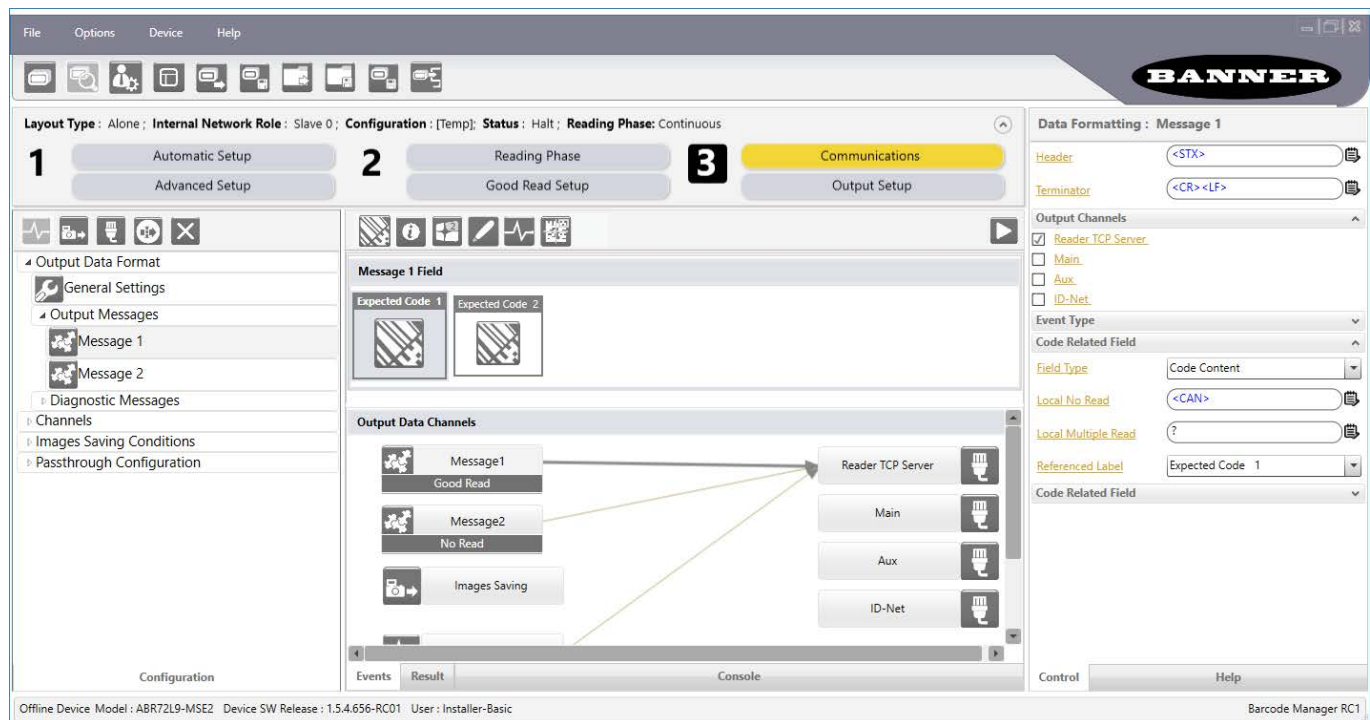 File Options Device Help
BANNER
Layout Type : Alone ; Internal Network Role : Slave 0 ; Configuration : [Temp]; Status : Halt ; Reading Phase: Continuous
1 Automatic Setup 2 Reading Phase 3 Communications
Advanced Setup Good Read Setup Output Setup
Output Data Format
General Settings
Output Messages
Message 1
Message 2
Diagnostic Messages
Channels
Images Saving Conditions
Passthrough Configuration
Configuration
Message 1 Field
Expected Code 1 Expected Code 2
Output Data Channels
Message1 Reader TCP Server
Good Read
Main
Message2
No Read
Aux
Images Saving
ID-Net
Events Result Console
Data Formatting : Message 1
Header <STX>
Terminator <CR><LF>
Output Channels
Reader TCP Server
Main
Aux
ID-Net
Event Type
Code Related Field
Field Type Code Content
Local No Read <CAN>
Local Multiple Read ?
Referenced Label Expected Code 1
Code Related Field
Control Help
Offline Device Model : ABR72L9-MSE2 Device SW Release : 1.5.4.656-RC01 User : Installer-Basic Barcode Manager RC1